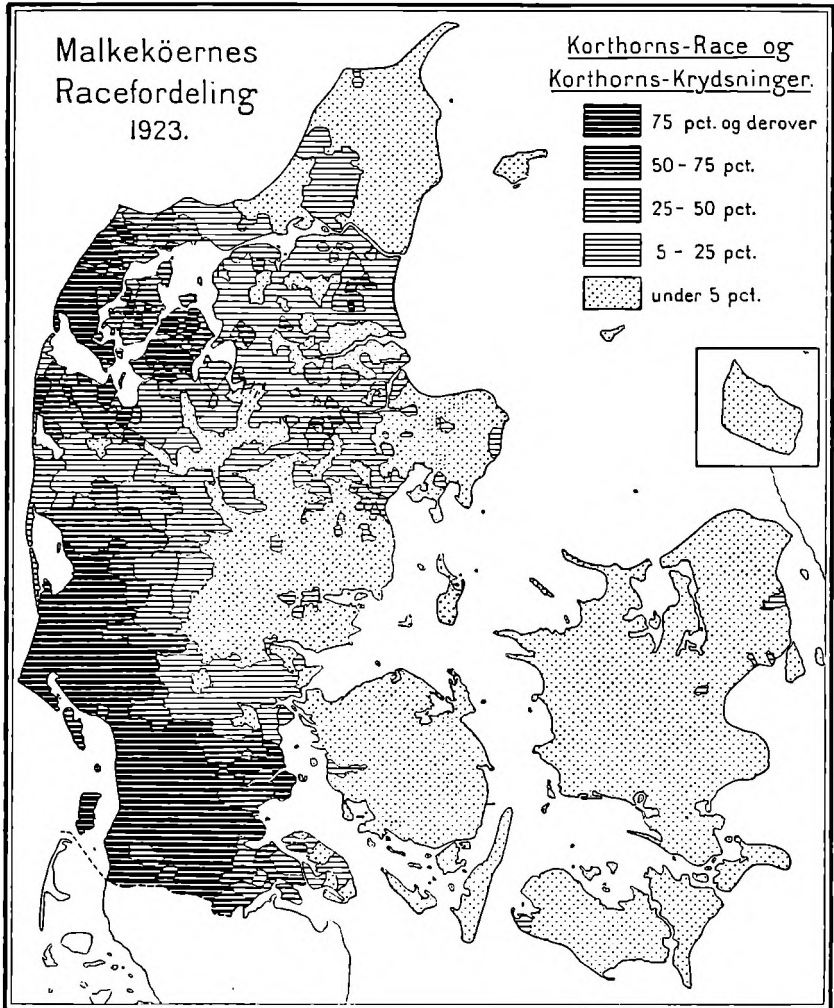 Malkeköernes
Racefordeling
1923.
Korthorns-Race og
Korthorns-Krydsninger.
75 pct. og derover
50 - 75 pct.
25 - 50 pct.
5 - 25 pct.
under 5 pct.